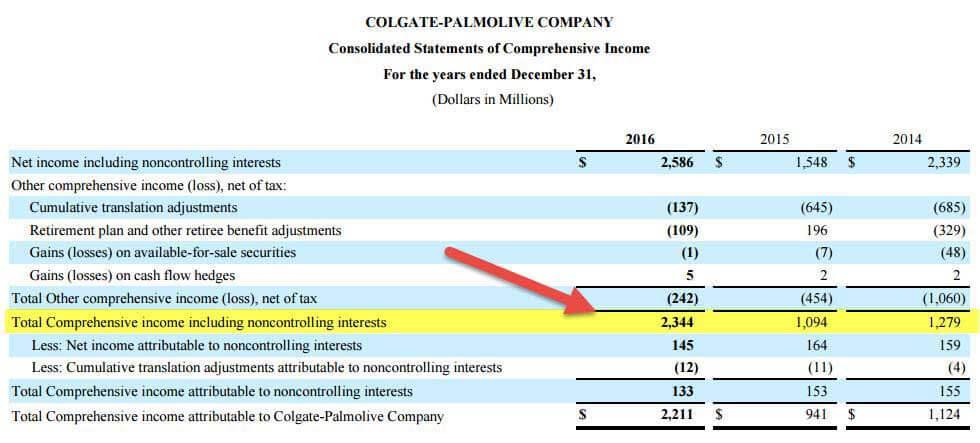 COLGATE-PALMOLIVE COMPANY
Consolidated Statements of Comprehensive Income
For the years ended December 31,
(Dollars in Millions)
2016 2015 2014
Net income including noncontrolling interests $ 2,586 $ 1,548 $ 2,339
Other comprehensive income (loss), net of tax:
Cumulative translation adjustments (137) (645) (685)
Retirement plan and other retiree benefit adjustments (109) 196 (329)
Gains (losses) on available-for-sale securities (1) (7) (48)
Gains (losses) on cash flow hedges 5 2 2
Total Other comprehensive income (loss), net of tax (242) (454) (1,060)
Total Comprehensive income including noncontrolling interests 2,344 1,094 1,279
Less: Net income attributable to noncontrolling interests 145 164 159
Less: Cumulative translation adjustments attributable to noncontrolling interests (12) (11) (4)
Total Comprehensive income attributable to noncontrolling interests 133 153 155
Total Comprehensive income attributable to Colgate-Palmolive Company $ 2,211 $ 941 $ 1,124